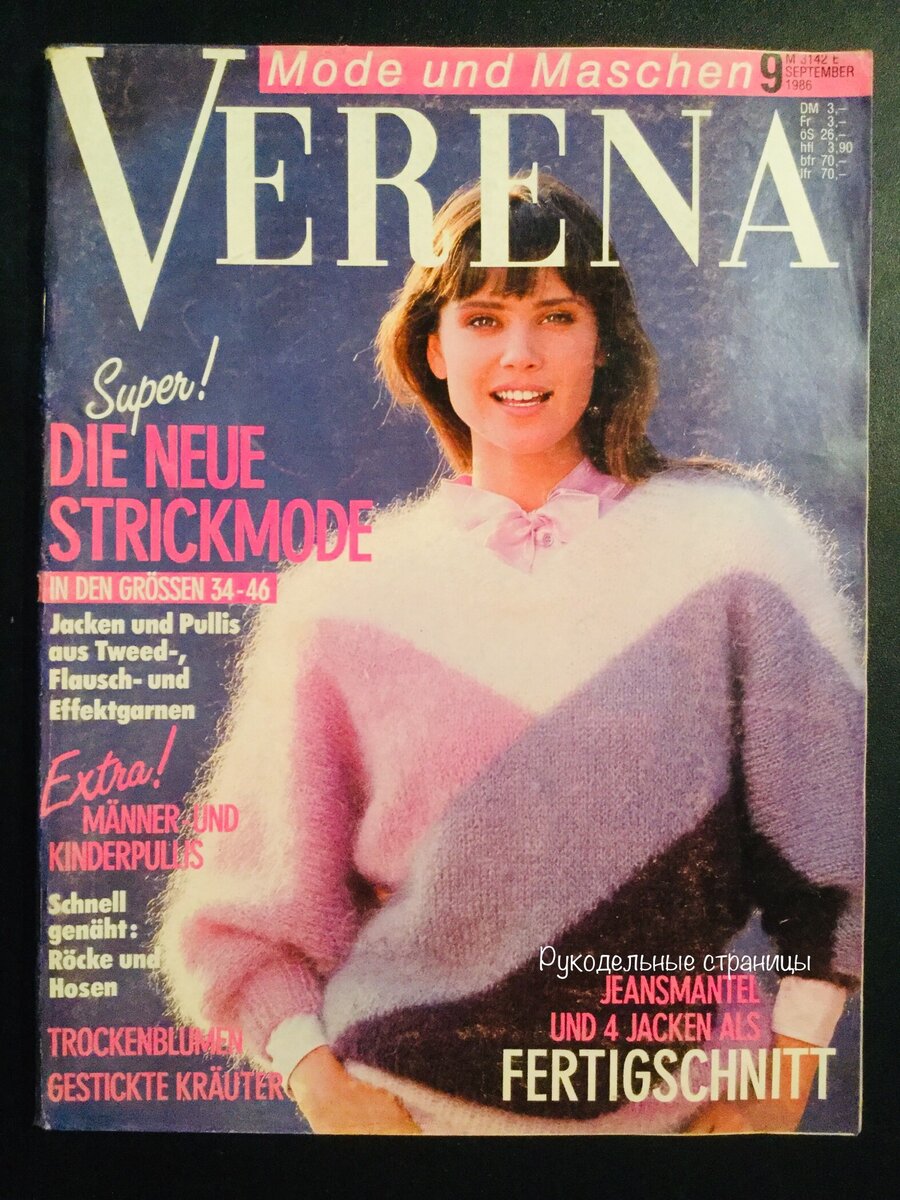 Mode und Maschen 9
M 3142 E
SEPTEMBER
1986
VERENA
DM 3,–
Fr 3,–
öS 26,–
hfl 3,90
bfr 70,–
lfr 70,–
Super!
DIE NEUE
STRICKMODE
IN DEN GRÖSSEN 34-46
Jacken und Pullis
aus Tweed-,
Flausch- und
Effektgarnen
Extra!
MÄNNER- UND
KINDERPULLIS
Schnell
genäht:
Röcke und
Hosen
TROCKENBLUMEN
GESTICKTE KRÄUTER
Рукодельные страницы
JEANSMANTEL
UND 4 JACKEN ALS
FERTIGSCHNITT